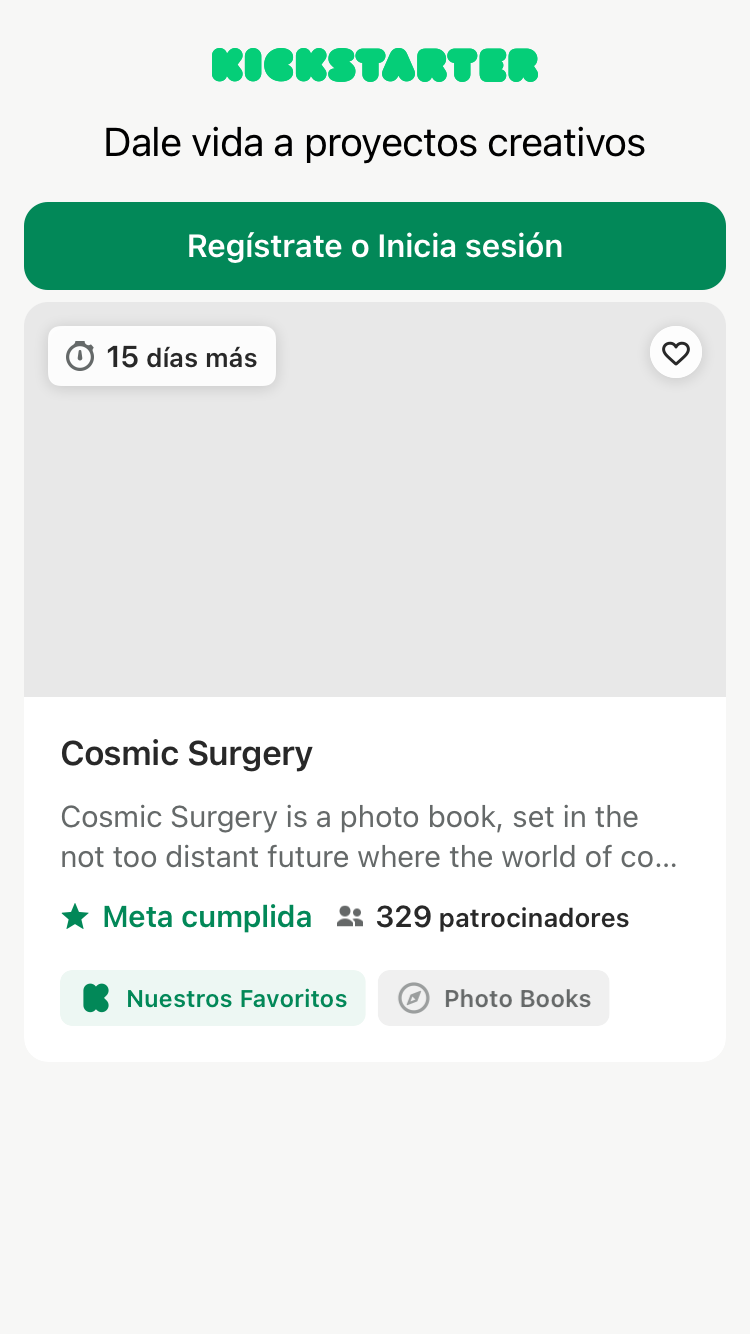 KICKSTARTER
Dale vida a proyectos creativos
Regístrate o Inicia sesión
15 días más
Cosmic Surgery
Cosmic Surgery is a photo book, set in the
not too distant future where the world of co...
Meta cumplida 329 patrocinadores
Nuestros Favoritos Photo Books